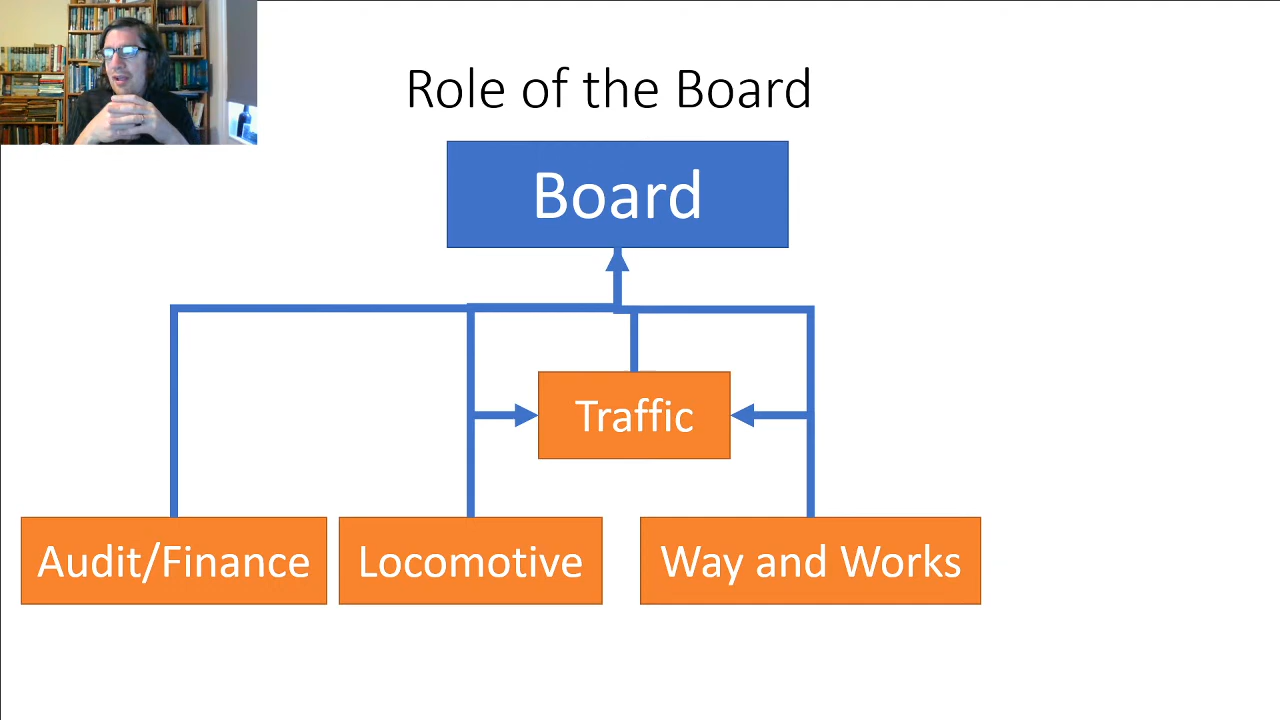 Role of the Board
Board
Traffic
Audit/Finance
Locomotive
Way and Works